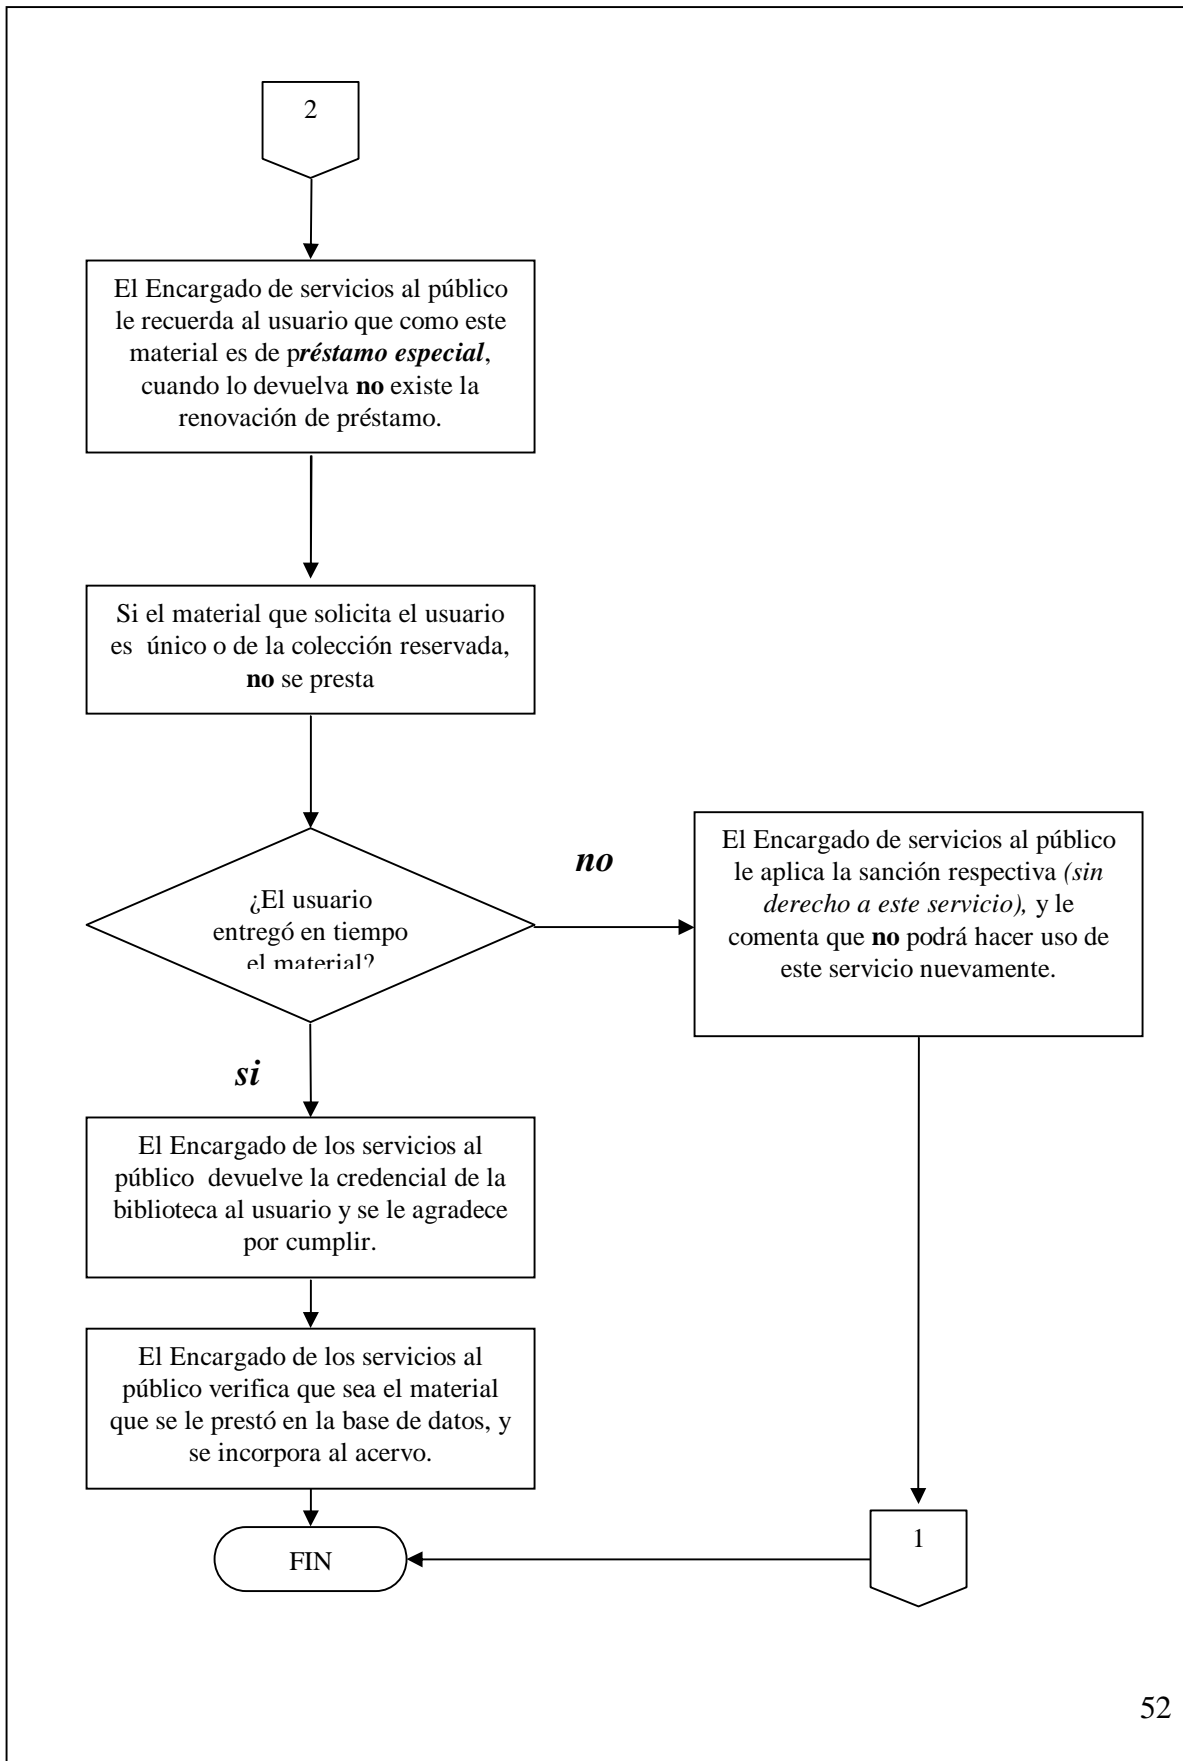 2
El Encargado de servicios al público
le recuerda al usuario que como este
material es de préstamo especial,
cuando lo devuelva no existe la
renovación de préstamo.
Si el material que solicita el usuario
es  único o de la colección reservada,
no se presta
¿El usuario
entregó en tiempo
el material?
no
El Encargado de servicios al público
le aplica la sanción respectiva (sin
derecho a este servicio), y le
comenta que no podrá hacer uso de
este servicio nuevamente.
si
El Encargado de los servicios al
público  devuelve la credencial de la
biblioteca al usuario y se le agradece
por cumplir.
El Encargado de los servicios al
público verifica que sea el material
que se le prestó en la base de datos, y
se incorpora al acervo.
FIN
1
52